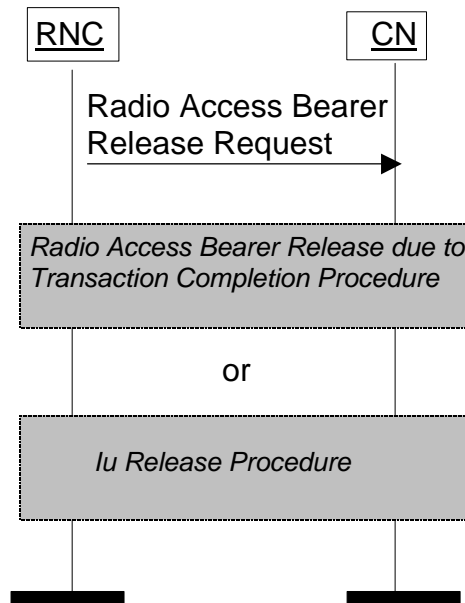 RNC
CN
Radio Access Bearer
Release Request
Radio Access Bearer Release due to
Transaction Completion Procedure
or
Iu Release Procedure